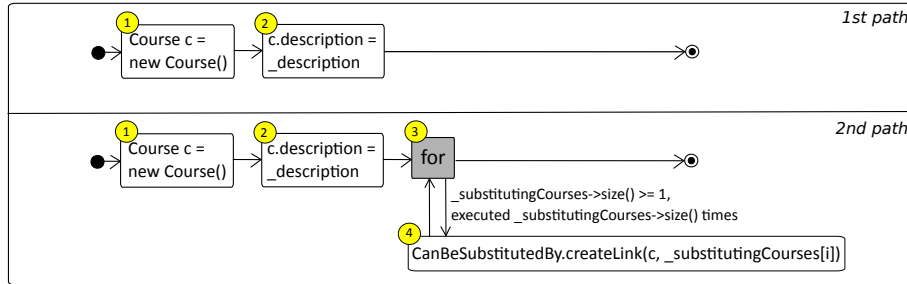 1st path
1
2
Course c =
new Course()
c.description =
_description
2nd path
1
2
3
Course c =
new Course()
c.description =
_description
for
_substitutingCourses->size() >= 1,
executed _substitutingCourses->size() times
4
CanBeSubstitutedBy.createLink(c, _substitutingCourses[i])